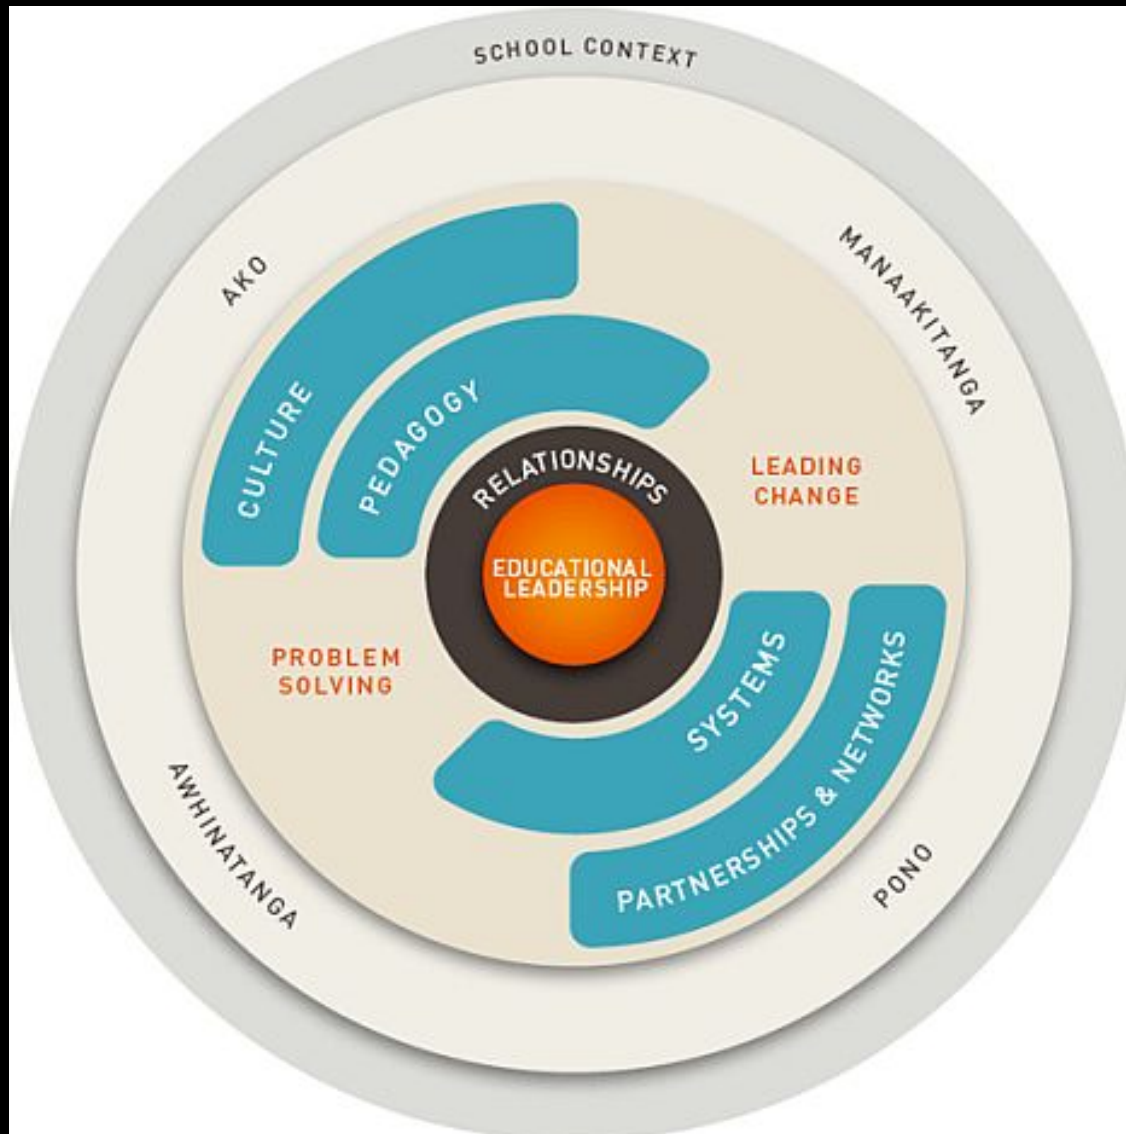 SCHOOL CONTEXT
AKO
MANAAKITANGA
CULTURE
PEDAGOGY
RELATIONSHIPS
LEADING
CHANGE
EDUCATIONAL
LEADERSHIP
PROBLEM
SOLVING
SYSTEMS
PARTNERSHIPS & NETWORKS
AWHINATANGA
PONO